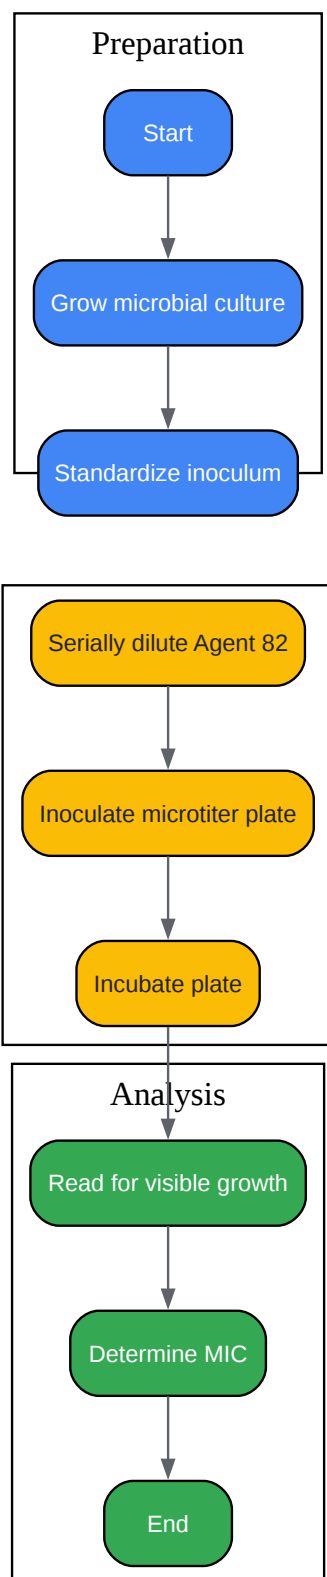 Preparation
Start
Grow microbial culture
Standardize inoculum
Serially dilute Agent 82
Inoculate microtiter plate
Incubate plate
Analysis
Read for visible growth
Determine MIC
End